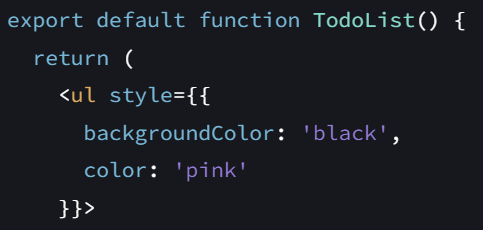 export default function TodoList() {
  return (
    <ul style={{
      backgroundColor: 'black',
      color: 'pink'
    }}>